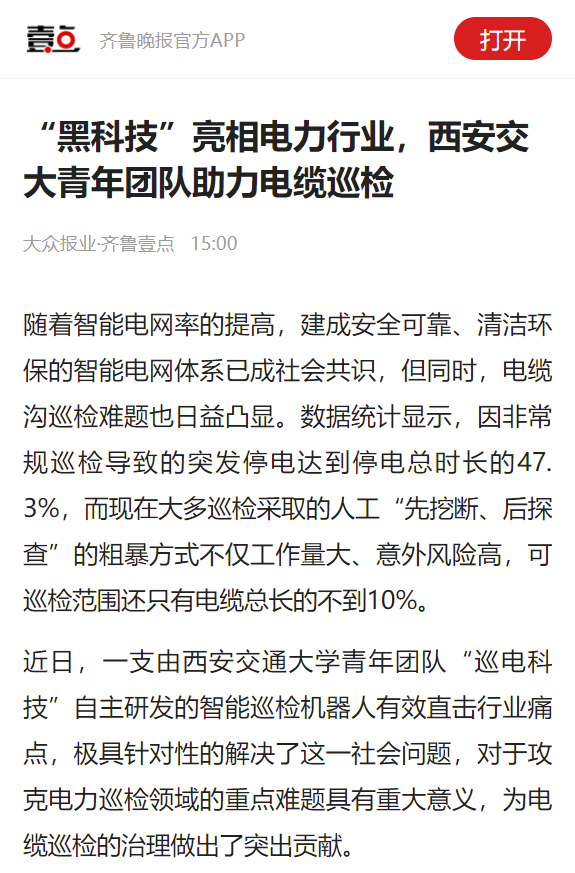 壹点 齐鲁晚报官方APP 打开
“黑科技”亮相电力行业，西安交
大青年团队助力电缆巡检
大众报业·齐鲁壹点 15:00
随着智能电网率的提高，建成安全可靠、清洁环
保的智能电网体系已成社会共识，但同时，电缆
沟巡检难题也日益凸显。数据统计显示，因非常
规巡检导致的突发停电达到停电总时长的47.
3%，而现在大多巡检采取的人工“先挖断、后探
查”的粗暴方式不仅工作量大、意外风险高，可
巡检范围还只有电缆总长的不到10%。
近日，一支由西安交通大学青年团队“巡电科
技”自主研发的智能巡检机器人有效直击行业痛
点，极具针对性的解决了这一社会问题，对于攻
克电力巡检领域的重点难题具有重大意义，为电
缆巡检的治理做出了突出贡献。